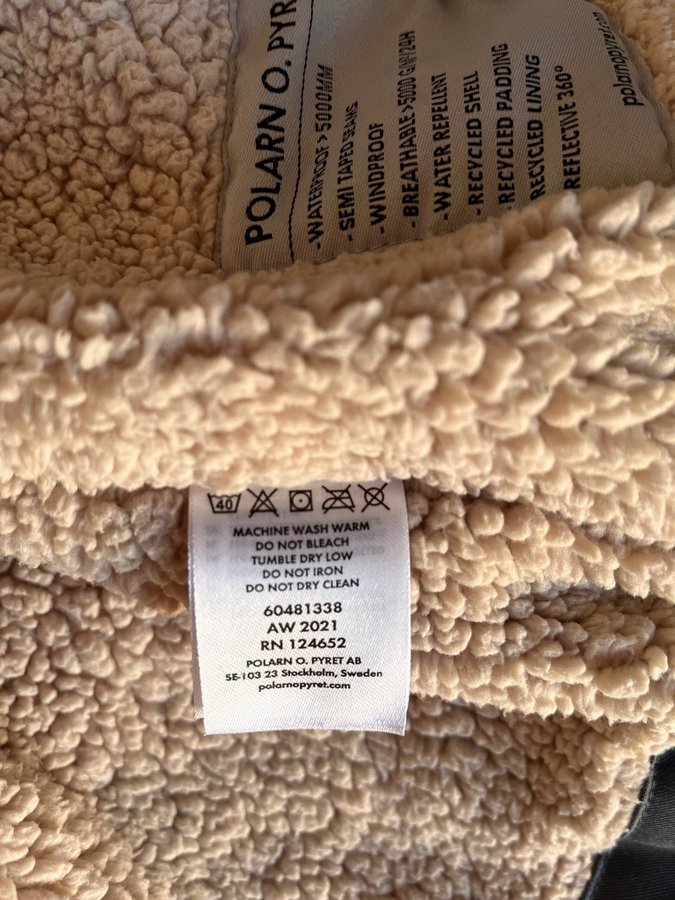 POLARN O. PYR
-WATERPROOF >5000MM
- SEMI TAPED SEAMS
- WINDPROOF
- BREATHABLE >5000 G/M²/24H
-WATER REPELLENT
- RECYCLED SHELL
- RECYCLED PADDING
RECYCLED LINING
REFLECTIVE 360°
polarnopyret.com
40
MACHINE WASH WARM
DO NOT BLEACH
TUMBLE DRY LOW
DO NOT IRON
DO NOT DRY CLEAN
60481338
AW 2021
RN 124652
POLARN O. PYRET AB
SE-103 23 Stockholm, Sweden
polarnopyret.com